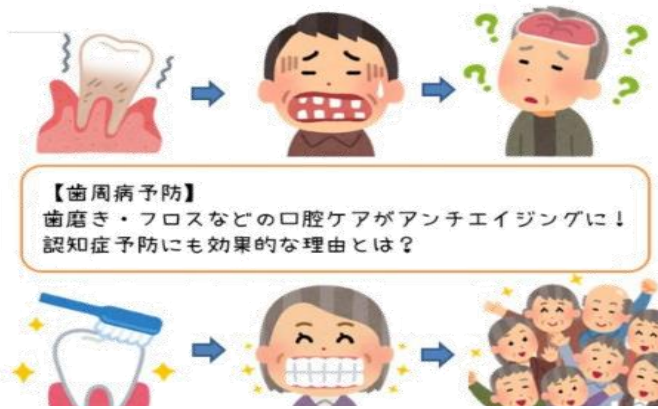 【歯周病予防】
歯磨き・フロスなどの口腔ケアがアンチエイジングに！
認知症予防にも効果的な理由とは？